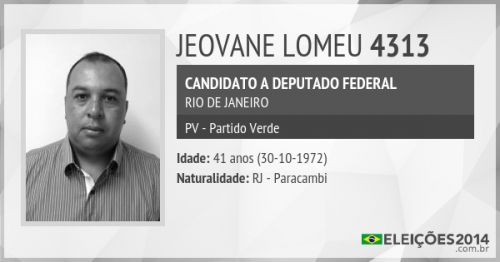 JEOVANE LOMEU 4313
CANDIDATO A DEPUTADO FEDERAL
RIO DE JANEIRO
PV - Partido Verde
Idade: 41 anos (30-10-1972)
Naturalidade: RJ - Paracambi
ELEIÇÕES2014
.com.br